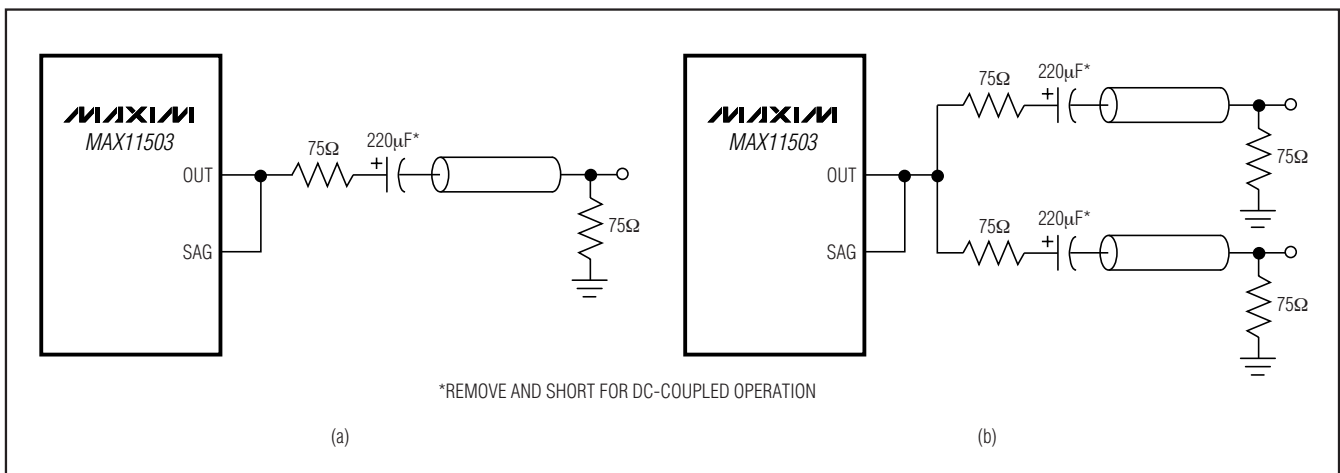 MAXIM
MAX11503
OUT
SAG
75Ω
220µF*
+
75Ω
MAXIM
MAX11503
OUT
SAG
75Ω
220µF*
+
75Ω
75Ω
220µF*
+
75Ω
*REMOVE AND SHORT FOR DC-COUPLED OPERATION
(a)
(b)